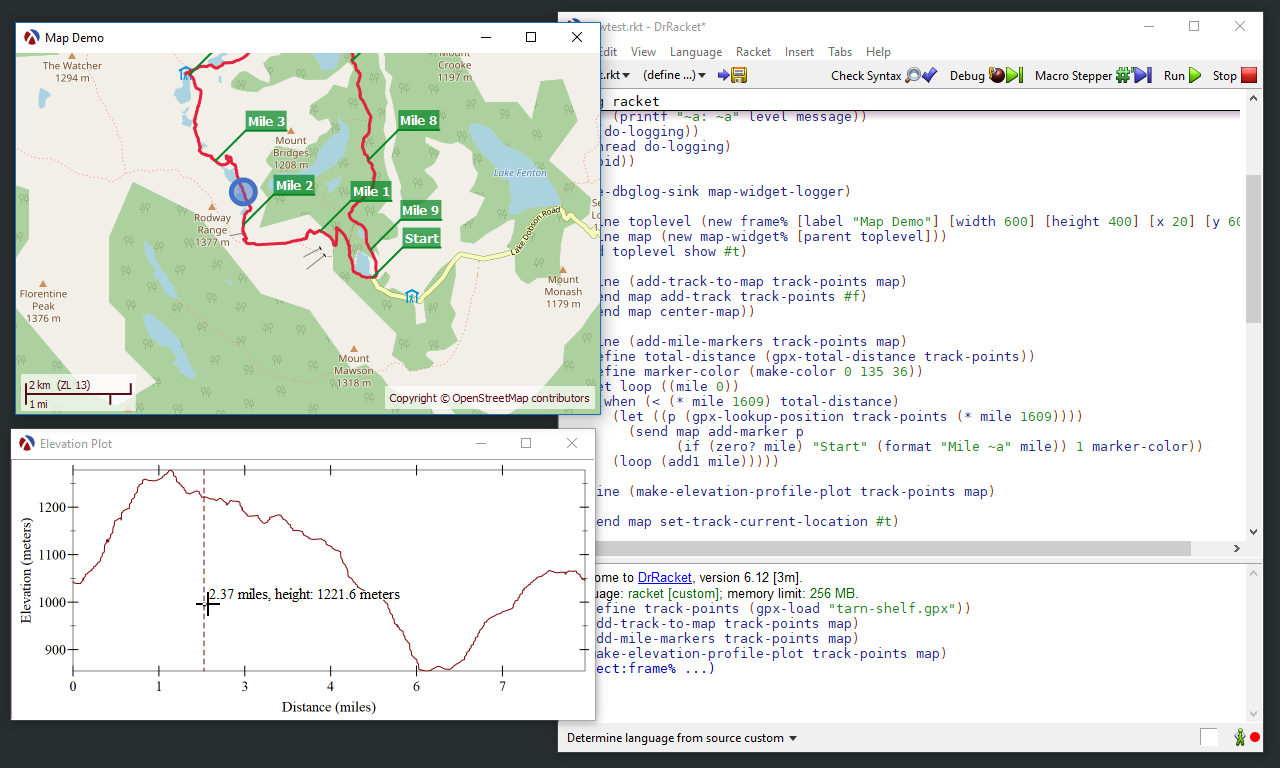 Map Demo
The Watcher
1294 m
Mount
Crooke
1197 m
Mile 3
Mount
Bridges
1208 m
Mile 8
Lake Fenton
Mile 2
Mile 1
Rodway
Range
1377 m
Mile 9
Start
Lake Dobson Road
Florentine
Peak
1376 m
Mount
Monash
1179 m
Mount
Mawson
1318 m
2 km (ZL 13)
1 mi
Copyright © OpenStreetMap contributors
Elevation Plot
1200
1100
1000
900
Elevation (meters)
2.37 miles, height: 1221.6 meters
0 1 3 4 6 7
Distance (miles)
wtest.rkt - DrRacket*
dit View Language Racket Insert Tabs Help
t.rkt (define ...) Check Syntax Debug Macro Stepper Run Stop
g racket
(printf "~a: ~a" level message))
do-logging))
hread do-logging)
oid))
e-dbglog-sink map-widget-logger)
ine toplevel (new frame% [label "Map Demo"] [width 600] [height 400] [x 20] [y 60
ine map (new map-widget% [parent toplevel]))
d toplevel show #t)
ine (add-track-to-map track-points map)
end map add-track track-points #f)
end map center-map))
ine (add-mile-markers track-points map)
efine total-distance (gpx-total-distance track-points))
efine marker-color (make-color 0 135 36))
et loop ((mile 0))
when (< (* mile 1609) total-distance)
(let ((p (gpx-lookup-position track-points (* mile 1609))))
(send map add-marker p
(if (zero? mile) "Start" (format "Mile ~a" mile)) 1 marker-color))
(loop (add1 mile)))))
ine (make-elevation-profile-plot track-points map)
end map set-track-current-location #t)
ome to DrRacket, version 6.12 [3m].
uage: racket [custom]; memory limit: 256 MB.
efine track-points (gpx-load "tarn-shelf.gpx"))
dd-track-to-map track-points map)
dd-mile-markers track-points map)
ake-elevation-profile-plot track-points map)
ect:frame% ...)
Determine language from source custom